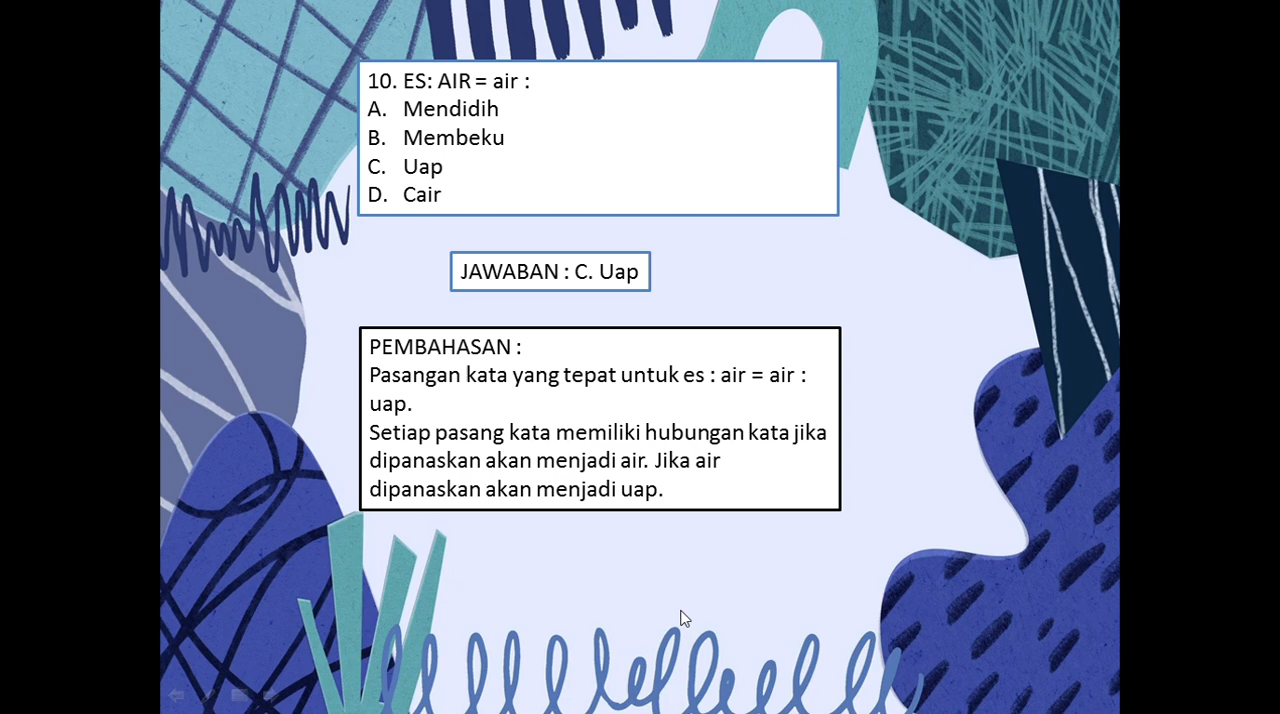 10. ES: AIR = air :
A. Mendidih
B. Membeku
C. Uap
D. Cair
JAWABAN : C. Uap
PEMBAHASAN :
Pasangan kata yang tepat untuk es : air = air :
uap.
Setiap pasang kata memiliki hubungan kata jika
dipanaskan akan menjadi air. Jika air
dipanaskan akan menjadi uap.